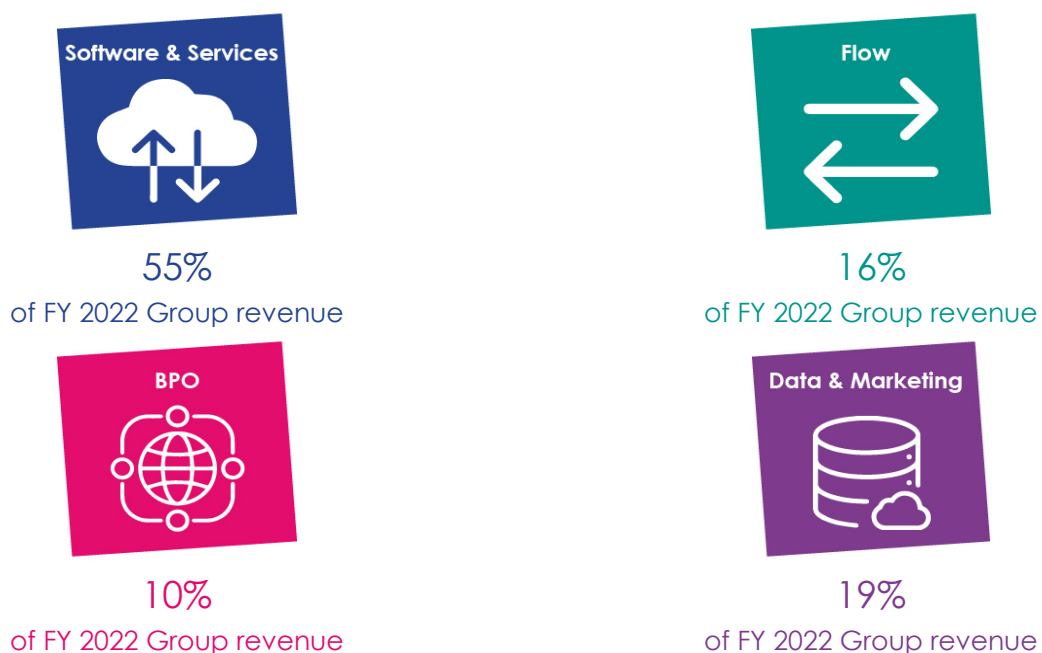 Software & Services
55%
of FY 2022 Group revenue
Flow
16%
of FY 2022 Group revenue
BPO
10%
of FY 2022 Group revenue
Data & Marketing
19%
of FY 2022 Group revenue